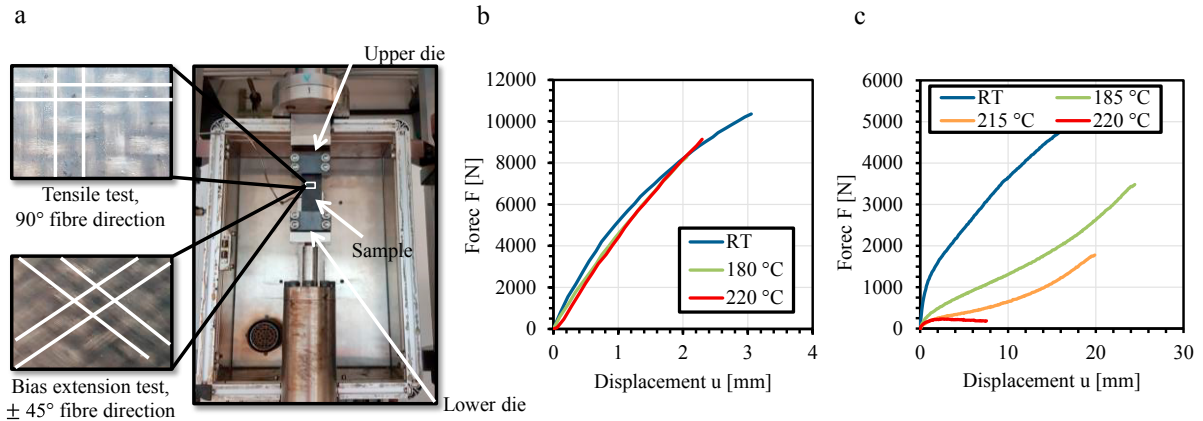 a
Upper die
Tensile test,
90° fibre direction
Sample
Bias extension test,
± 45° fibre direction
Lower die
b
12000
10000
8000
6000
4000
2000
0
Forec F [N]
RT
180 °C
220 °C
0 1 2 3 4
Displacement u [mm]
c
6000
5000
4000
3000
2000
1000
0
Forec F [N]
RT 185 °C
215 °C 220 °C
0 10 20 30
Displacement u [mm]